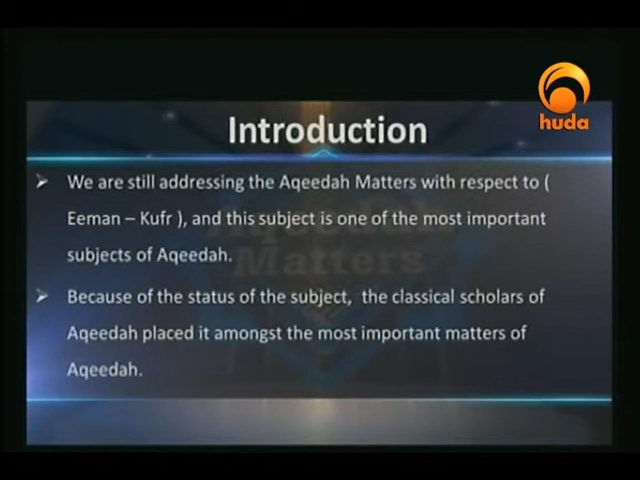 huda
Introduction
➤ We are still addressing the Aqeedah Matters with respect to (
Eeman – Kufr ), and this subject is one of the most important
subjects of Aqeedah.
➤ Because of the status of the subject, the classical scholars of
Aqeedah placed it amongst the most important matters of
Aqeedah.
Aqeedah
Matters